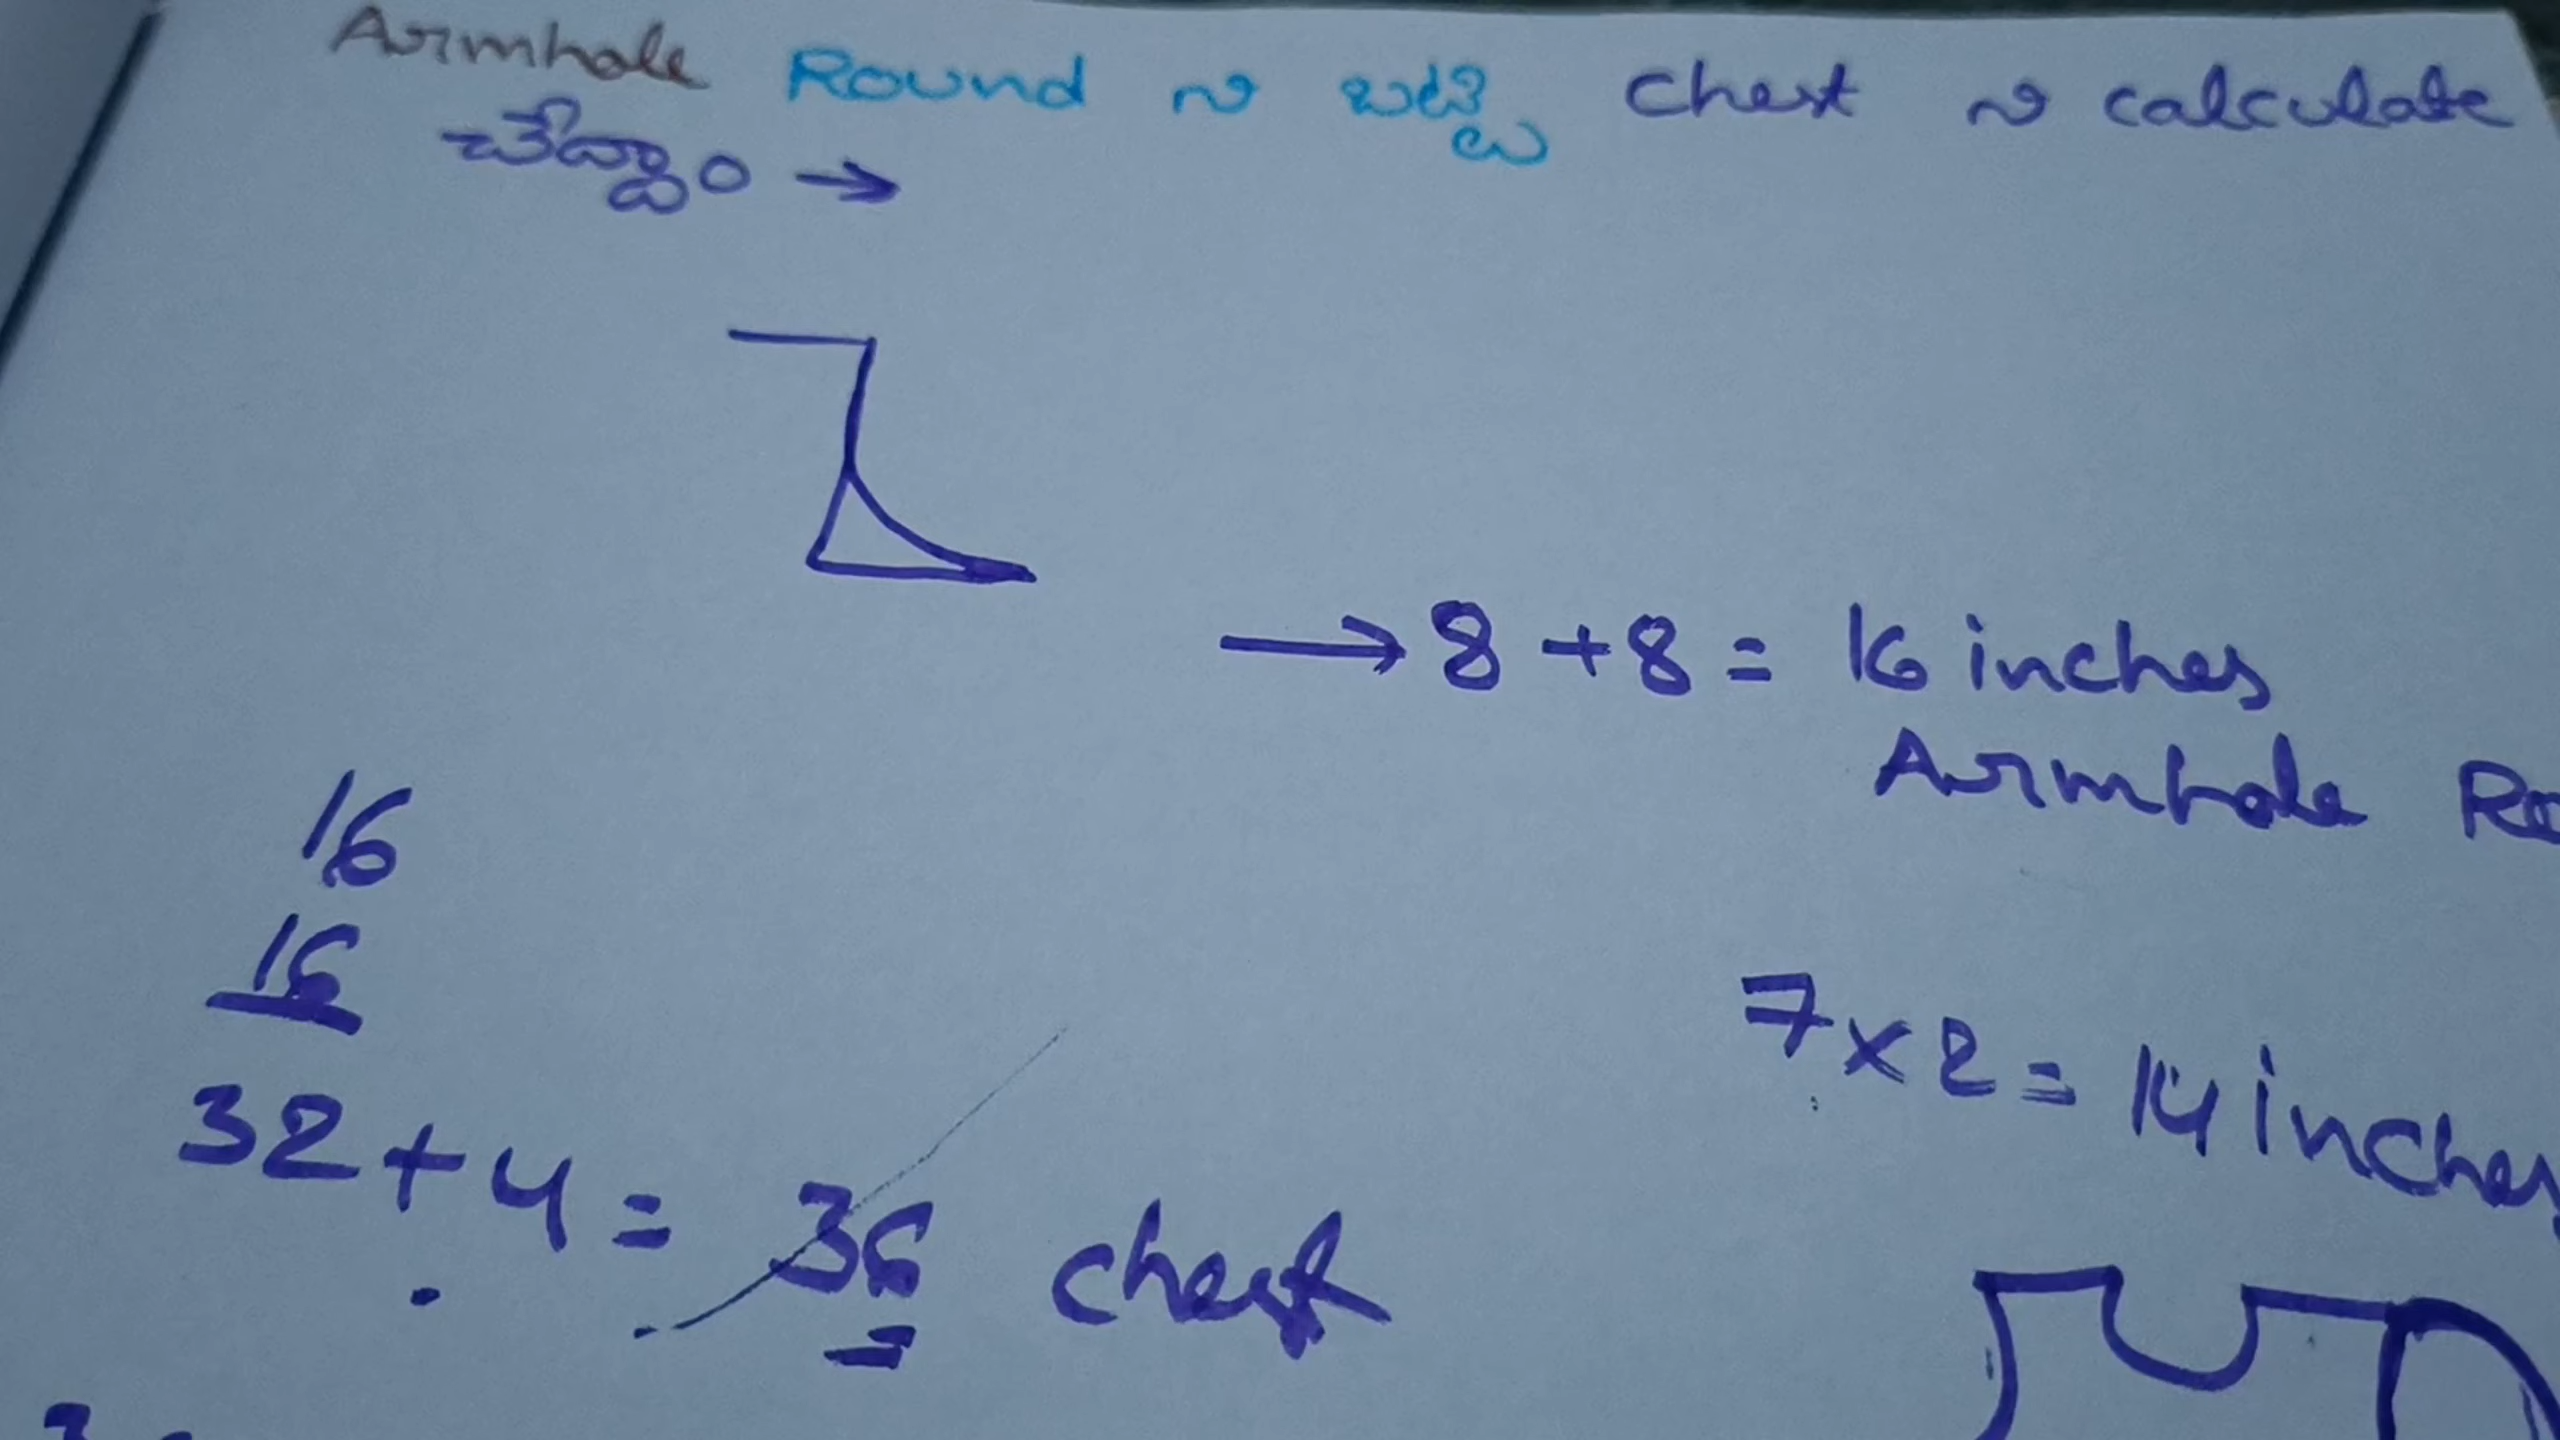 Armhole Round ని బట్టి chest ని calculate
చేద్దాం →
→ 8 + 8 = 16 inches
Armhole
16
16
32 + 4 = 36 chest
7 x 2 = 14 inches